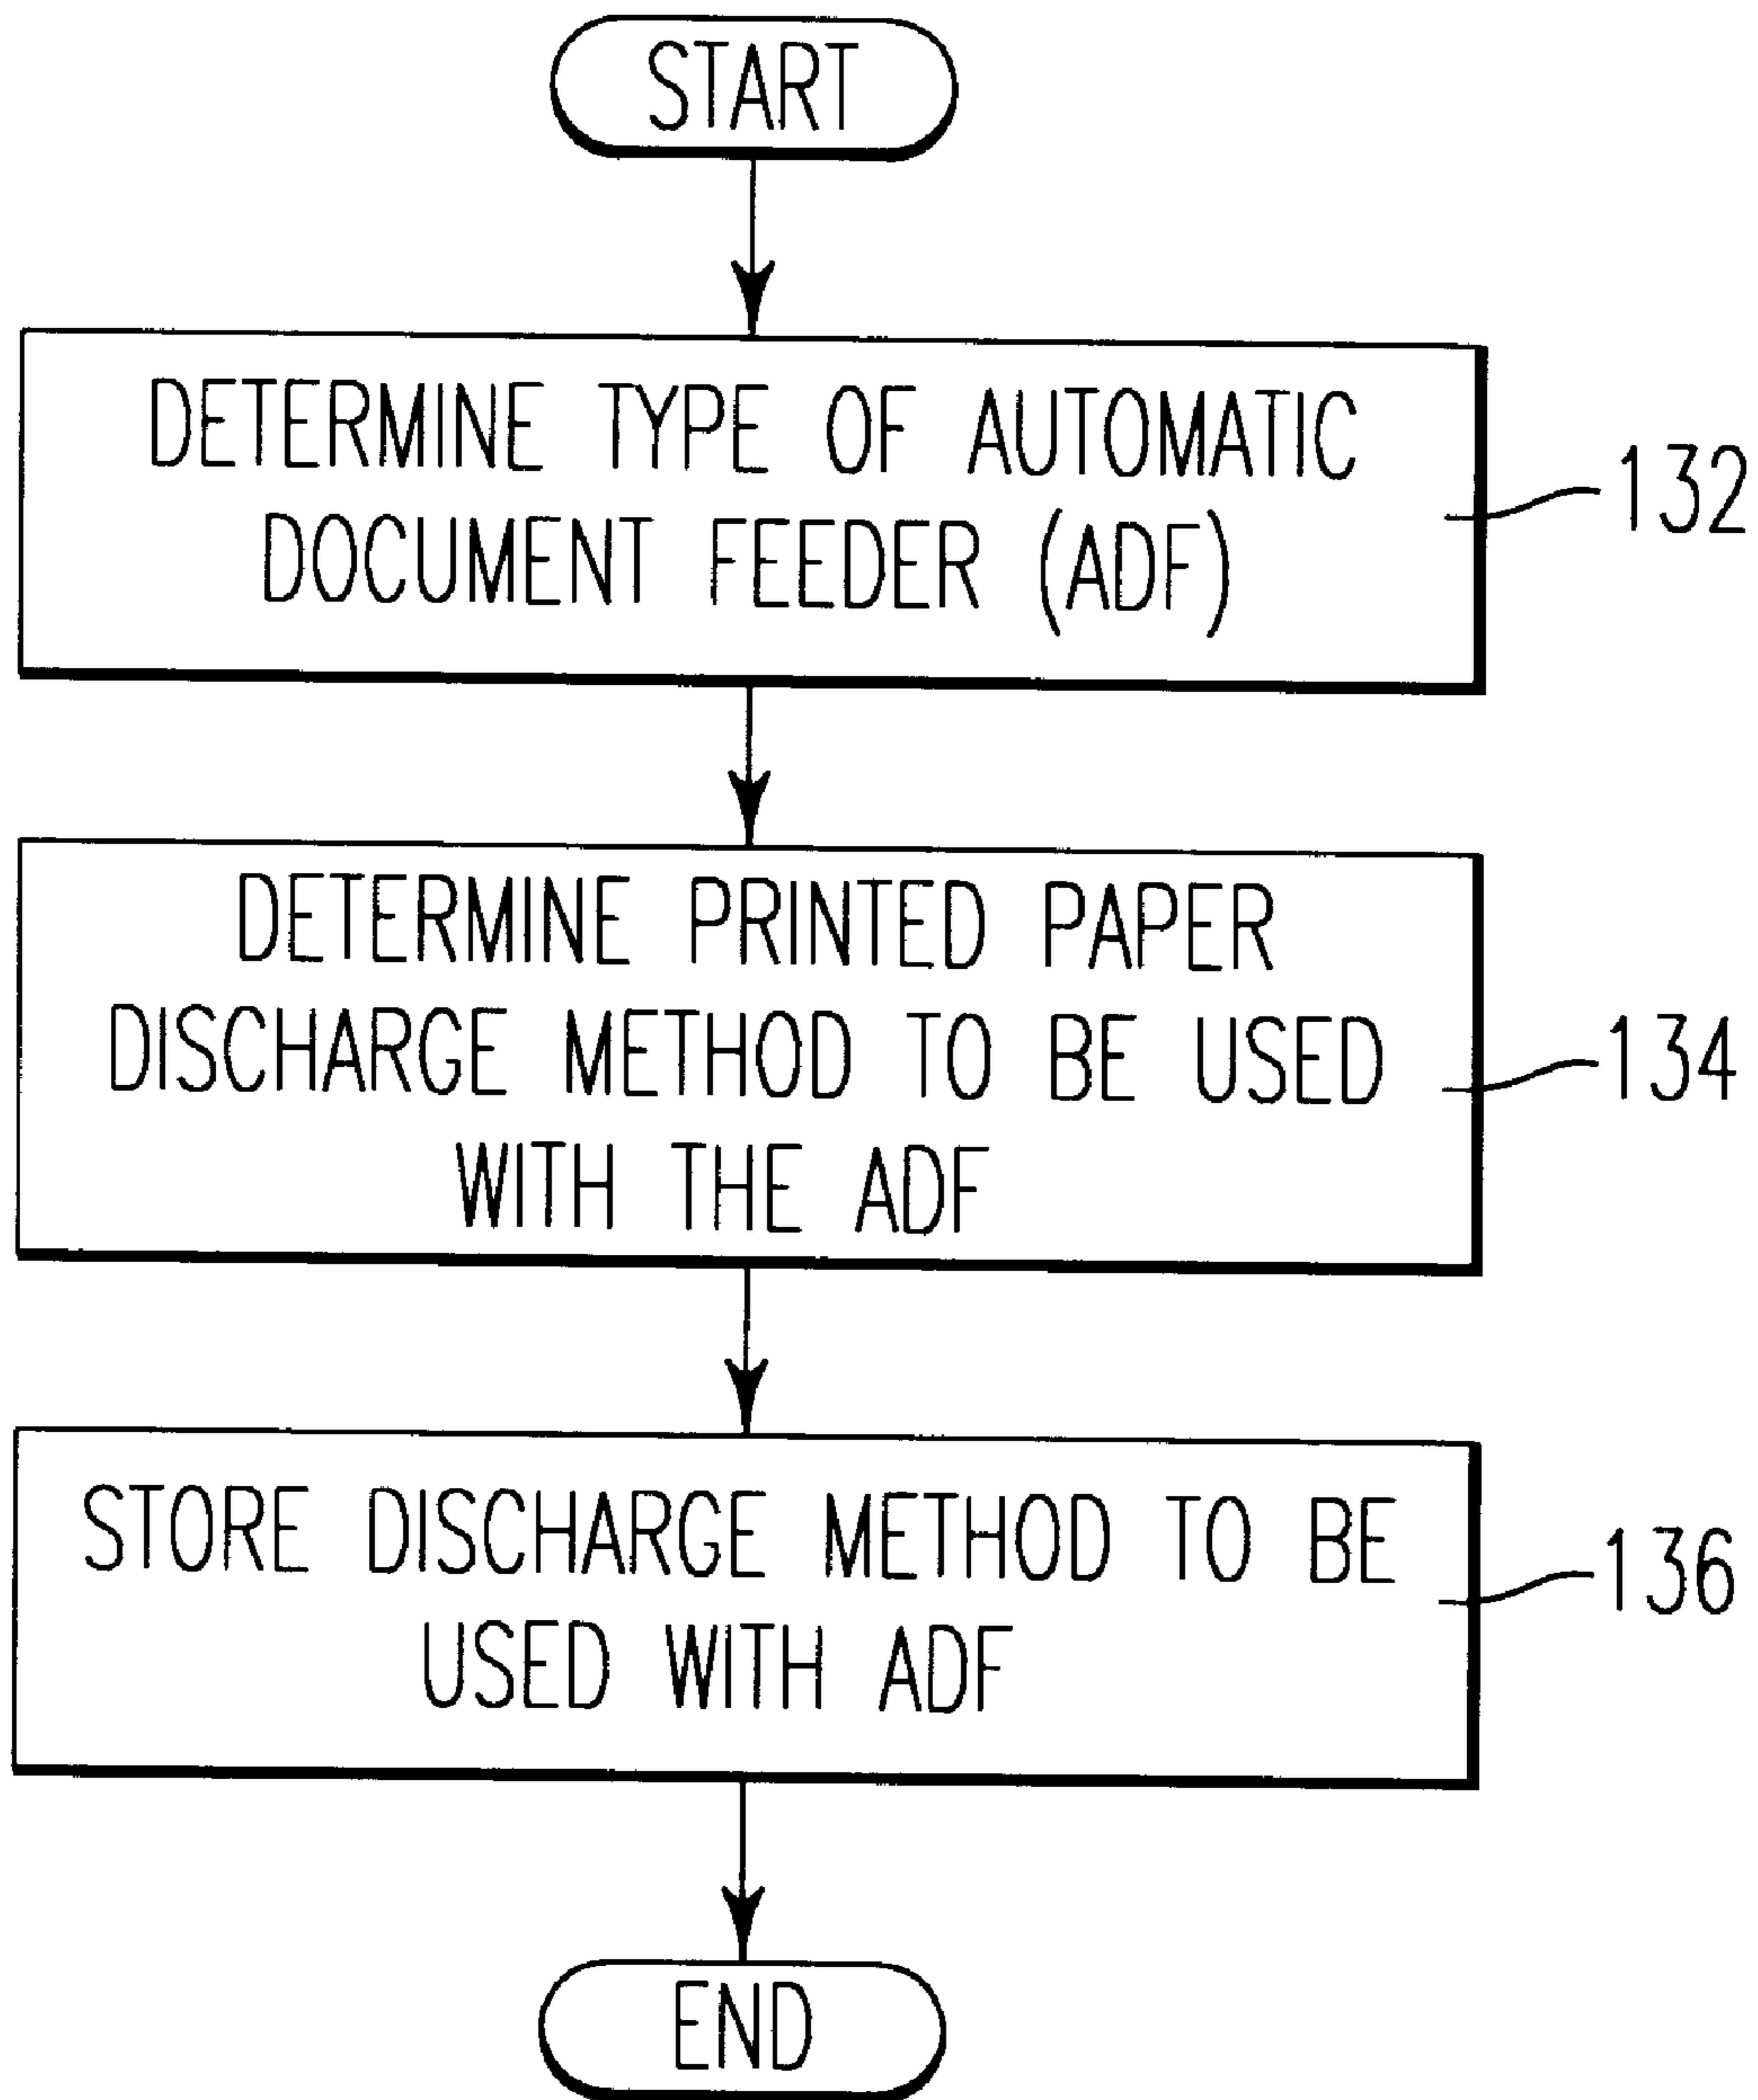 START
DETERMINE TYPE OF AUTOMATIC
DOCUMENT FEEDER (ADF)
132
DETERMINE PRINTED PAPER
DISCHARGE METHOD TO BE USED
WITH THE ADF
134
STORE DISCHARGE METHOD TO BE
USED WITH ADF
136
END